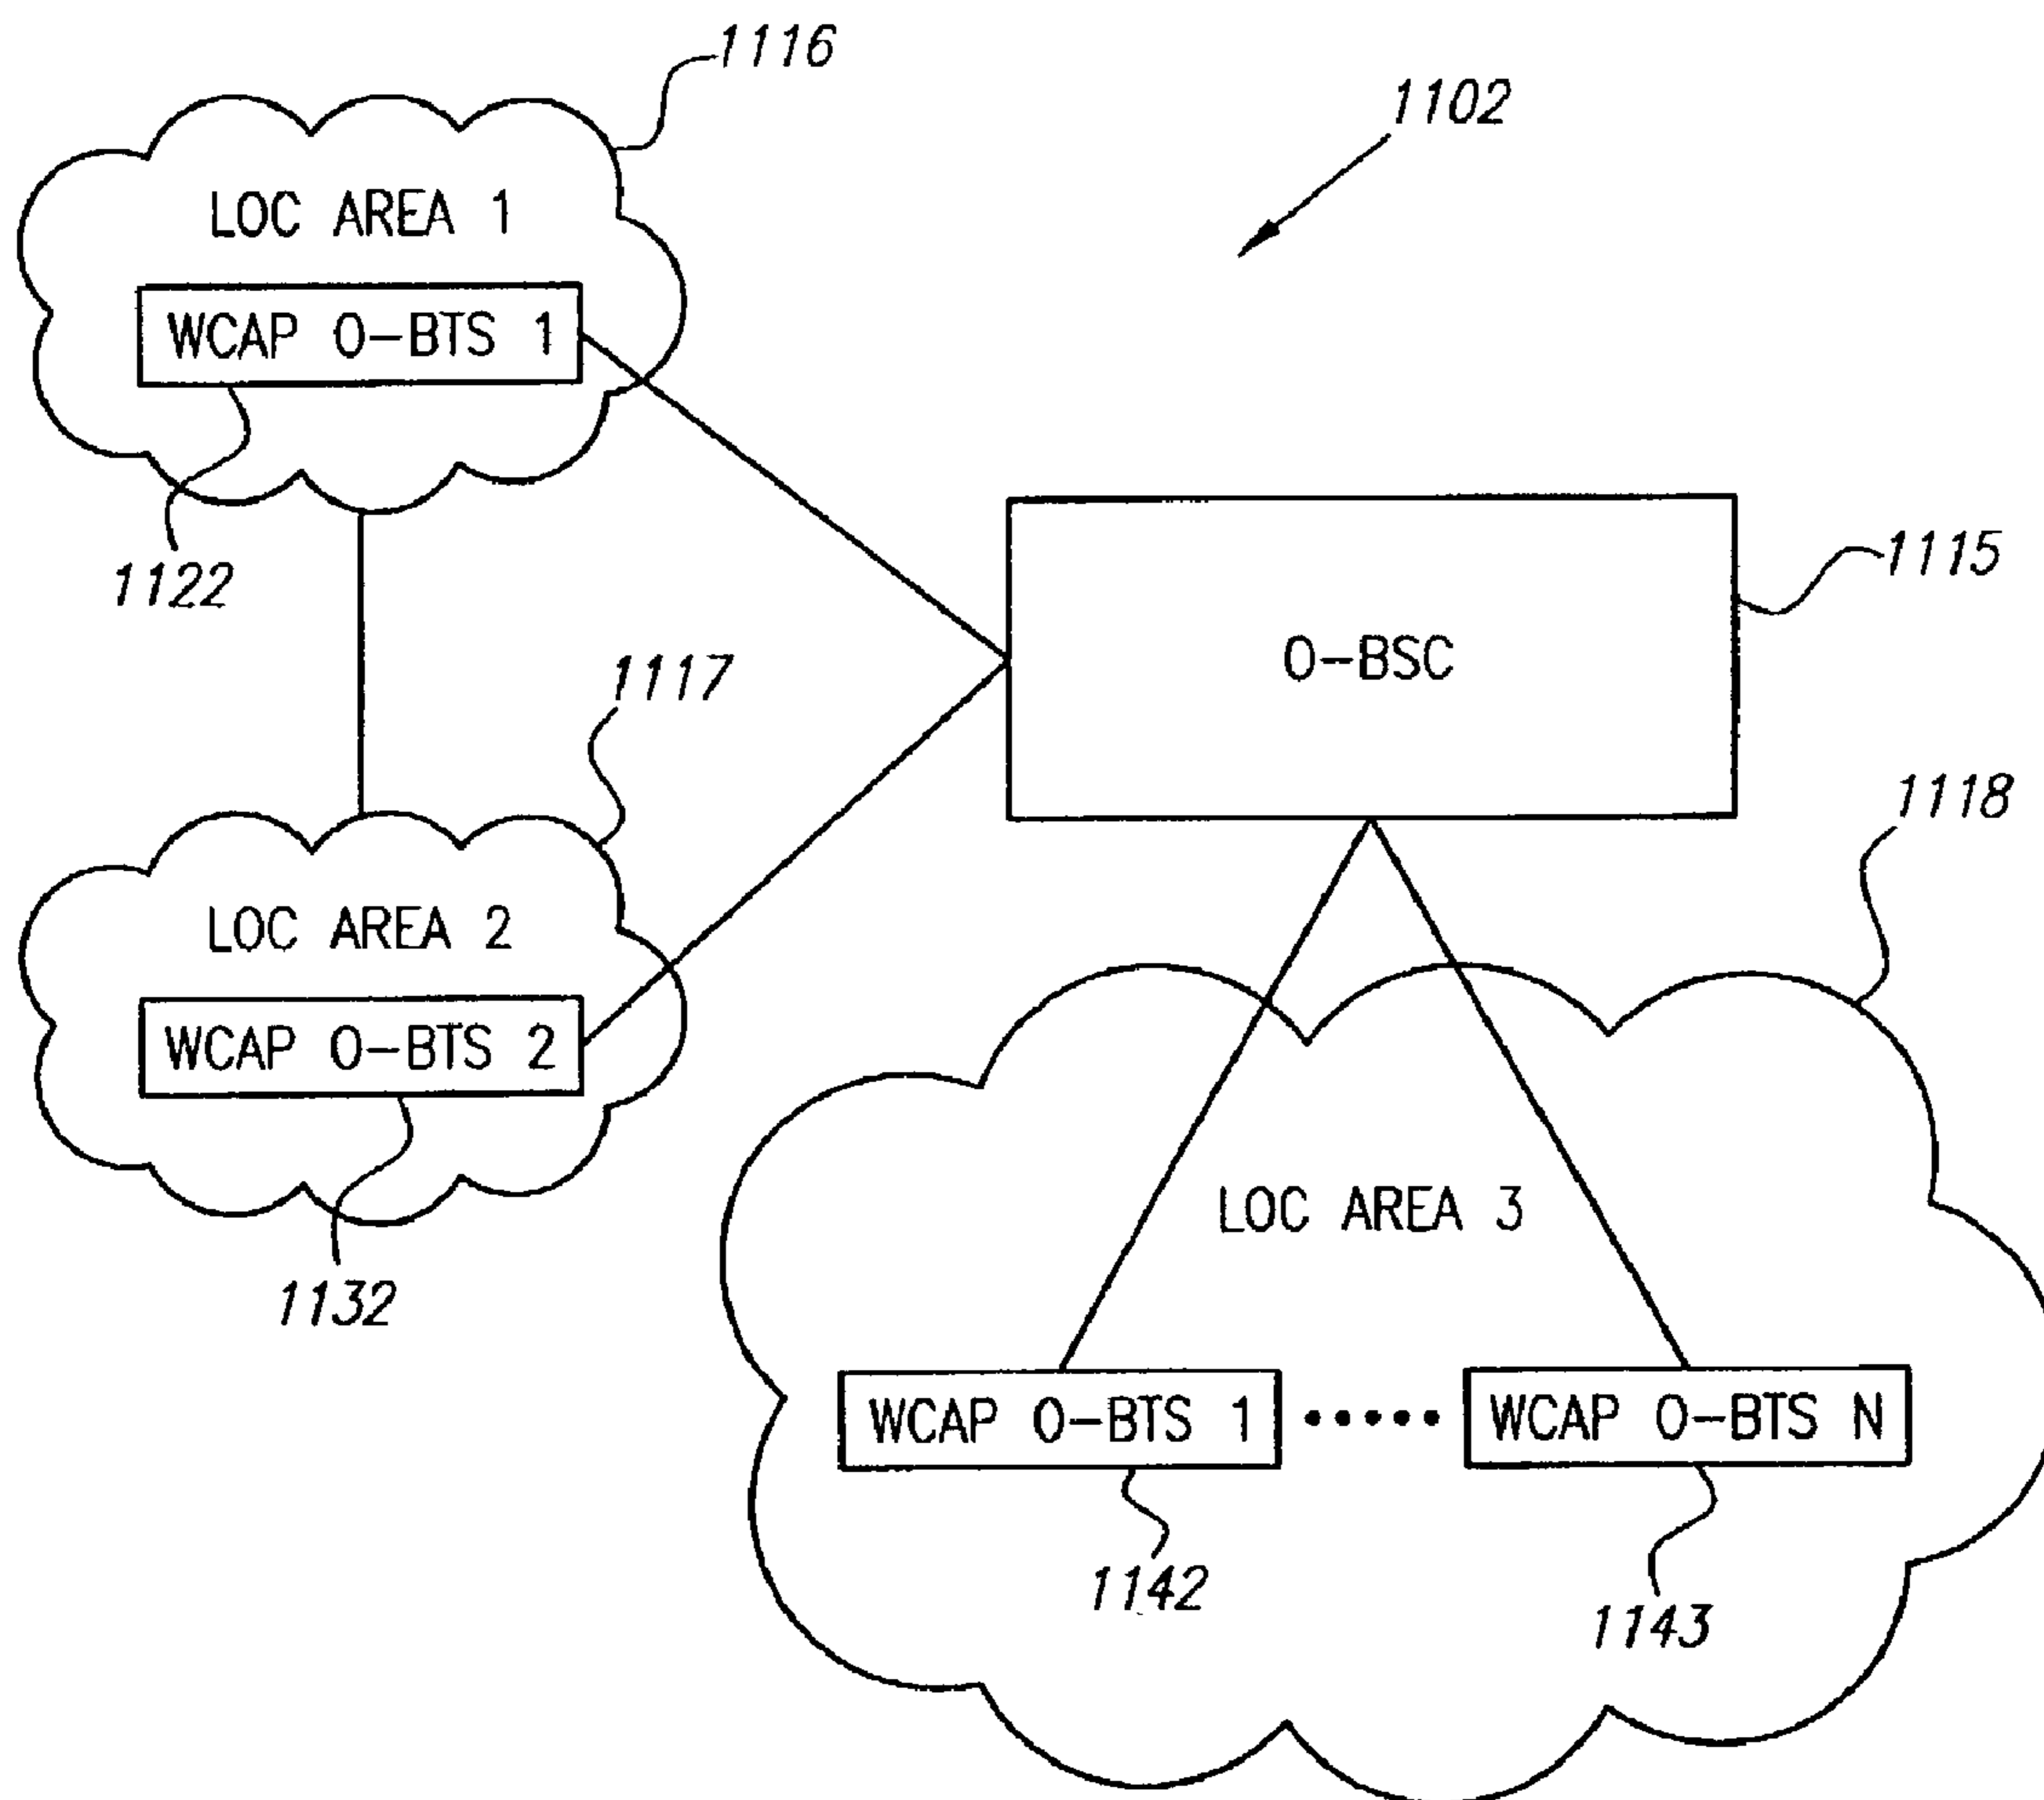 1116
1102
LOC AREA 1
WCAP O-BTS 1
1122
1115
O-BSC
1117
1118
LOC AREA 2
WCAP O-BTS 2
1132
LOC AREA 3
WCAP O-BTS 1
WCAP O-BTS N
1142
1143